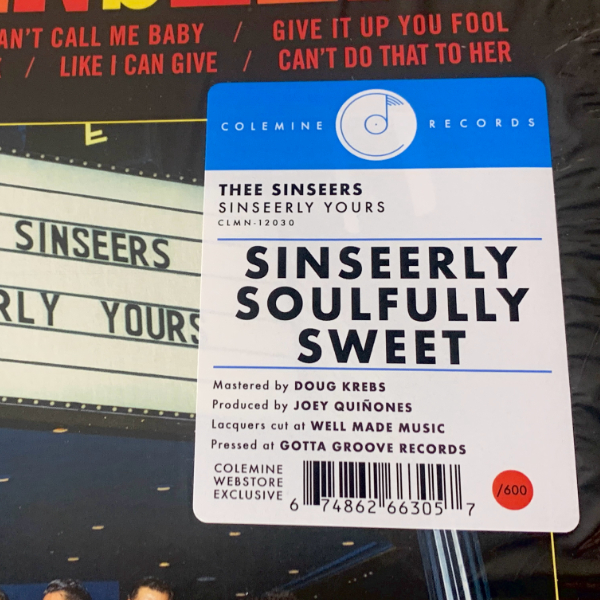 AN'T CALL ME BABY / GIVE IT UP YOU FOOL
/ LIKE I CAN GIVE / CAN'T DO THAT TO HER
E
SINSEERS
RLY YOURS
COLEMINE RECORDS
THEE SINSEERS
SINSEERLY YOURS
CLMN-12030
SINSEERLY
SOULFULLY
SWEET
Mastered by DOUG KREBS
Produced by JOEY QUIÑONES
Lacquers cut at WELL MADE MUSIC
Pressed at GOTTA GROOVE RECORDS
COLEMINE
WEBSTORE
EXCLUSIVE
6 74862 66305 7
/600